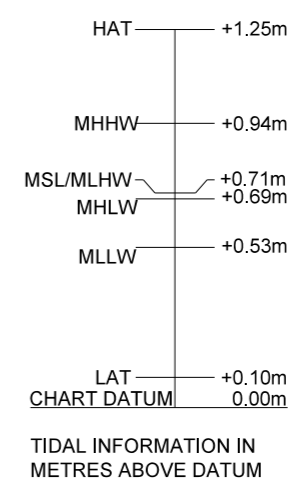 HAT +1.25m
MHHW +0.94m
MSL/MLHW +0.71m
MHLW +0.69m
MLLW +0.53m
LAT +0.10m
CHART DATUM 0.00m
TIDAL INFORMATION IN
METRES ABOVE DATUM